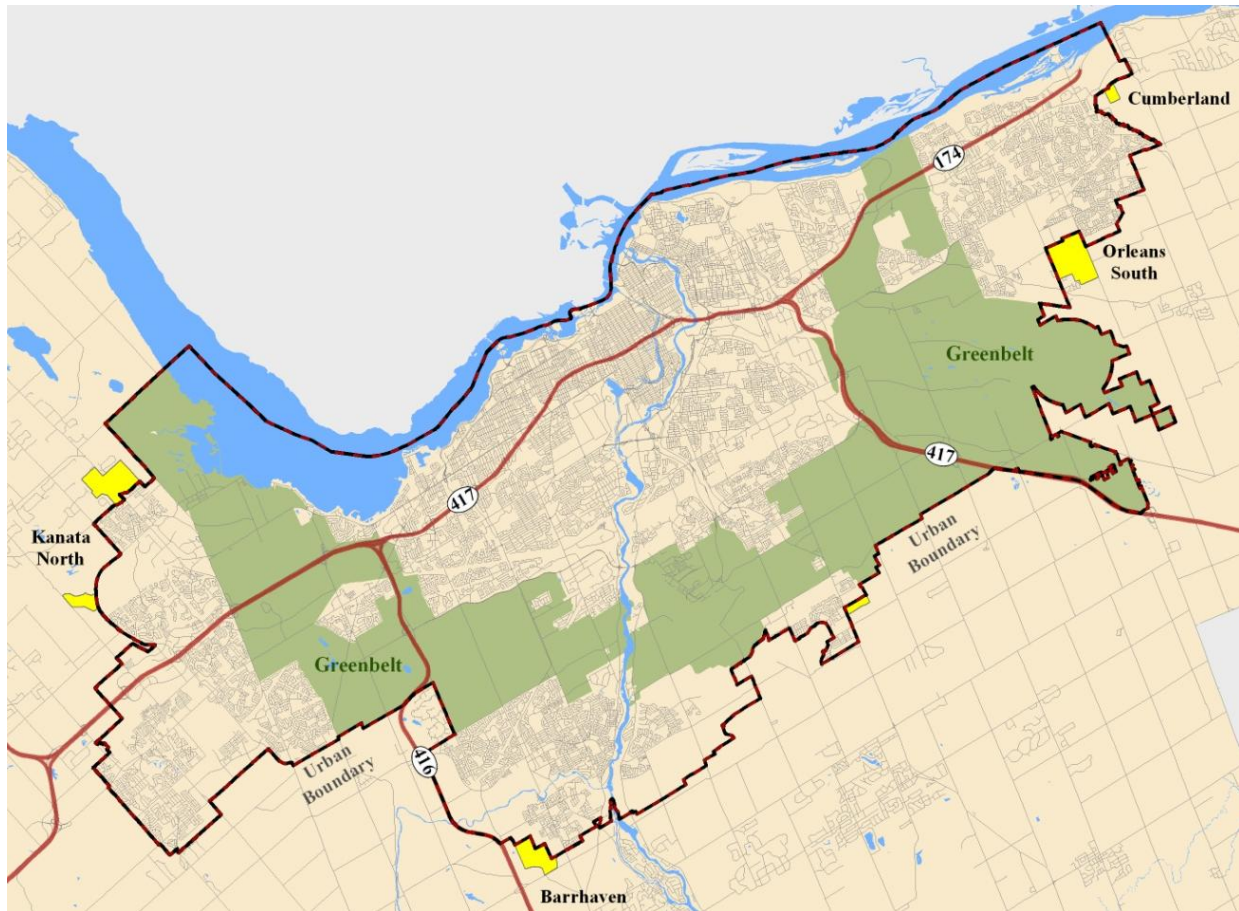 Cumberland
174
Orleans
South
Greenbelt
417
417
Kanata
North
Urban
Boundary
Greenbelt
416
Urban
Boundary
Barrhaven